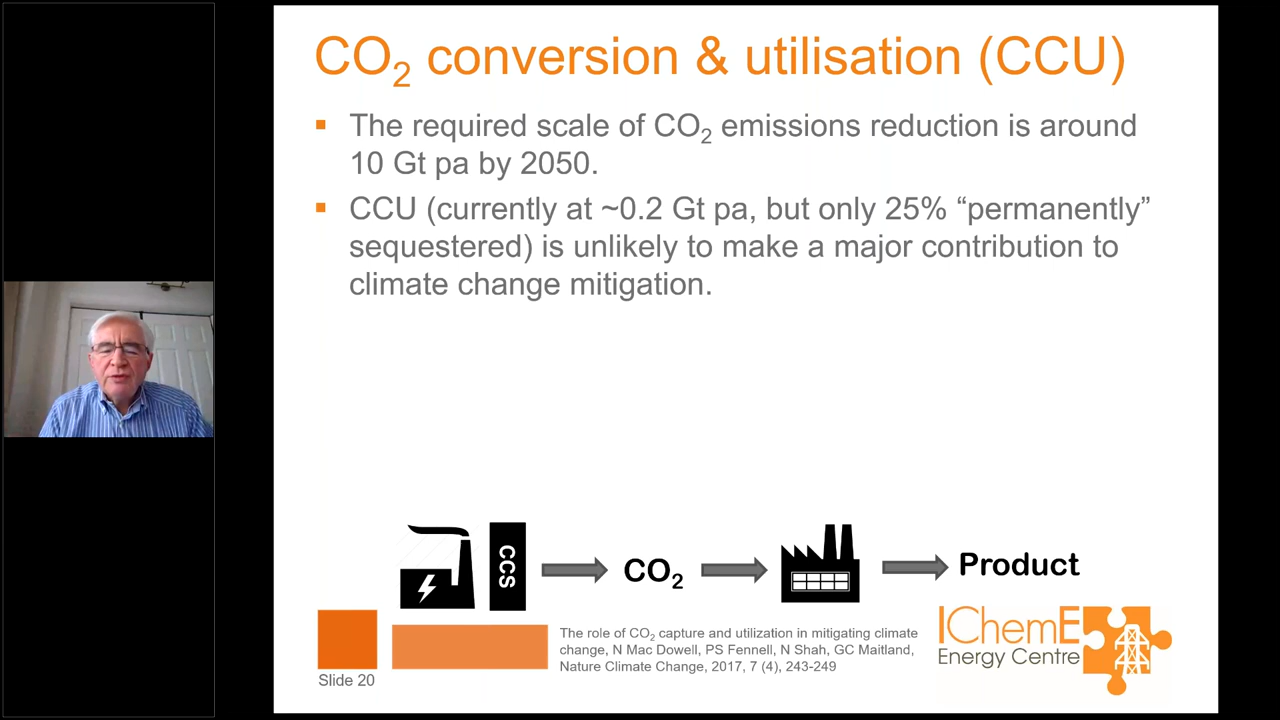 CO₂ conversion & utilisation (CCU)
▪ The required scale of CO₂ emissions reduction is around
10 Gt pa by 2050.
▪ CCU (currently at ~0.2 Gt pa, but only 25% “permanently”
sequestered) is unlikely to make a major contribution to
climate change mitigation.
CCS
CO₂
Product
The role of CO₂ capture and utilization in mitigating climate
change, N Mac Dowell, PS Fennell, N Shah, GC Maitland,
Nature Climate Change, 2017, 7 (4), 243-249
IChemE
Energy Centre
Slide 20